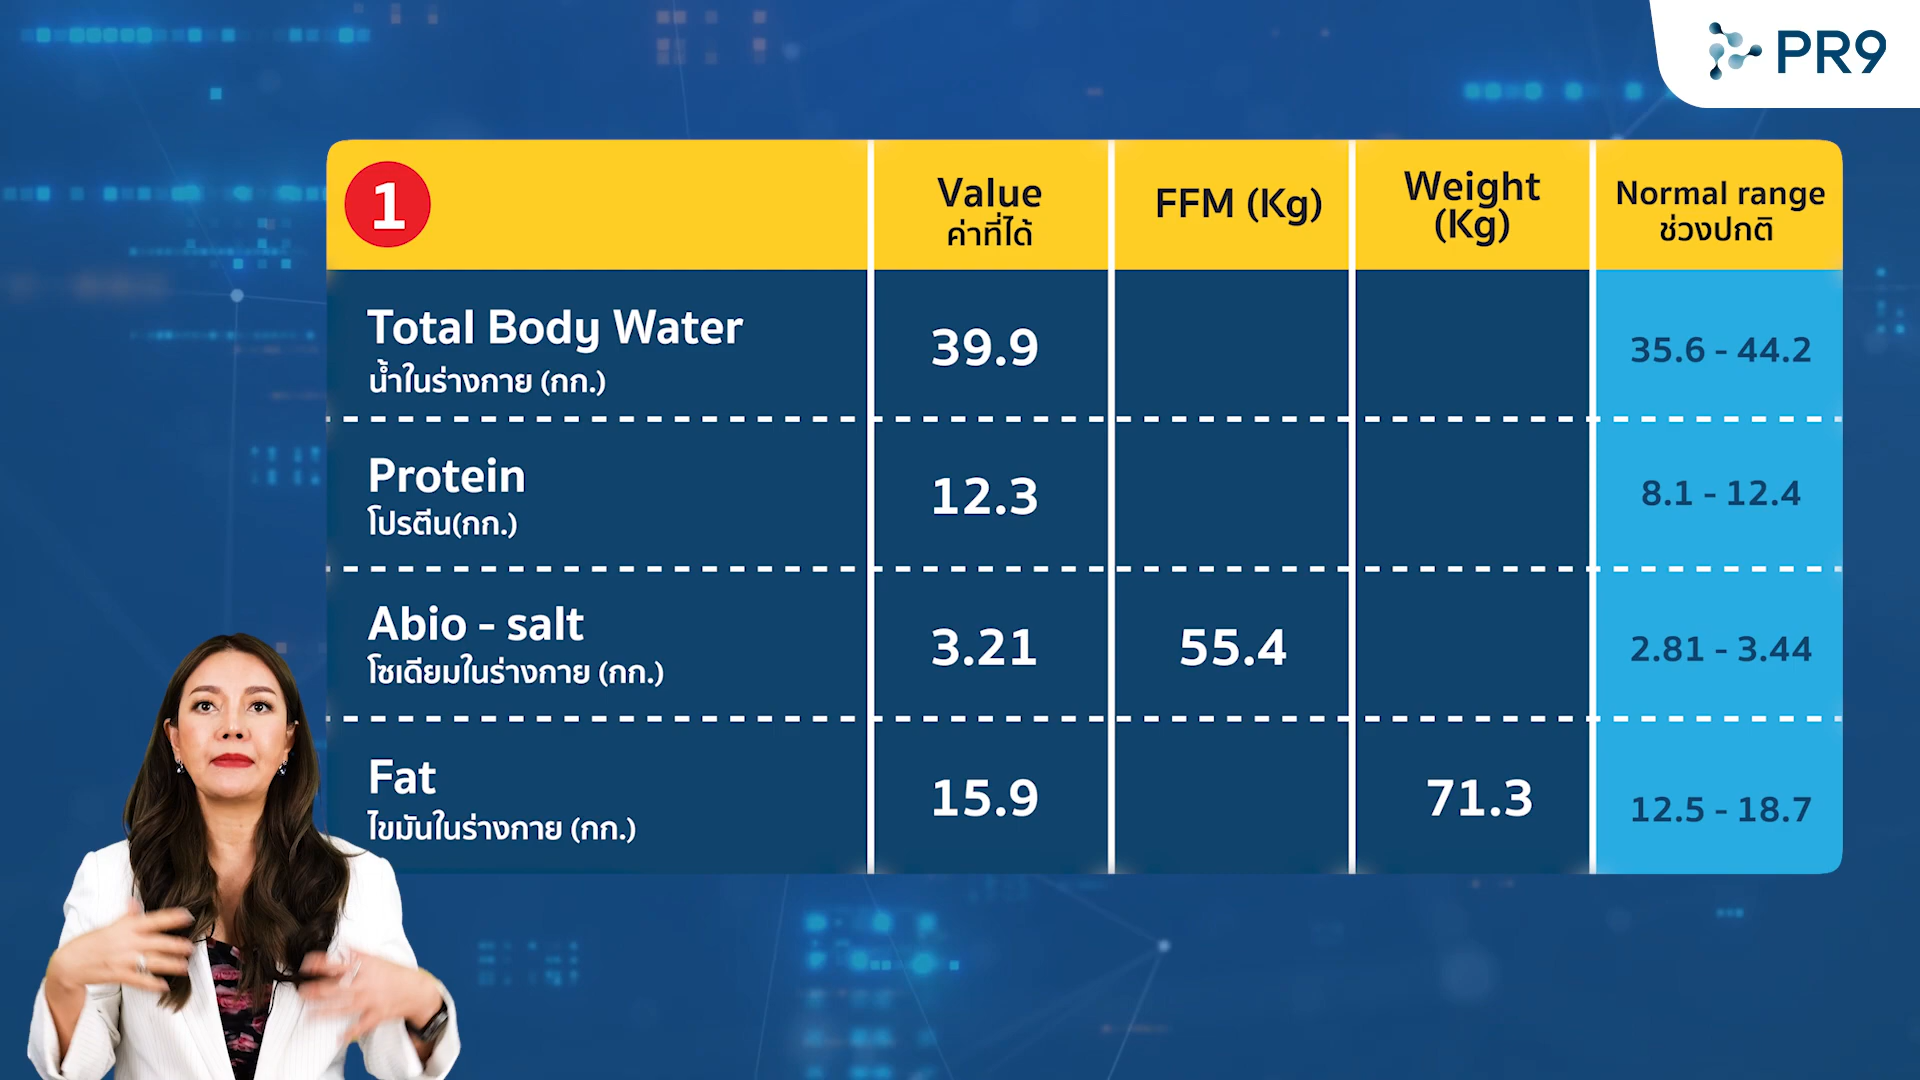 PR9
1
Value
ค่าที่ได้
FFM (Kg)
Weight
(Kg)
Normal range
ช่วงปกติ
Total Body Water
น้ำในร่างกาย (กก.)
39.9
35.6 - 44.2
Protein
โปรตีน(กก.)
12.3
8.1 - 12.4
Abio - salt
โซเดียมในร่างกาย (กก.)
3.21
55.4
2.81 - 3.44
Fat
ไขมันในร่างกาย (กก.)
15.9
71.3
12.5 - 18.7